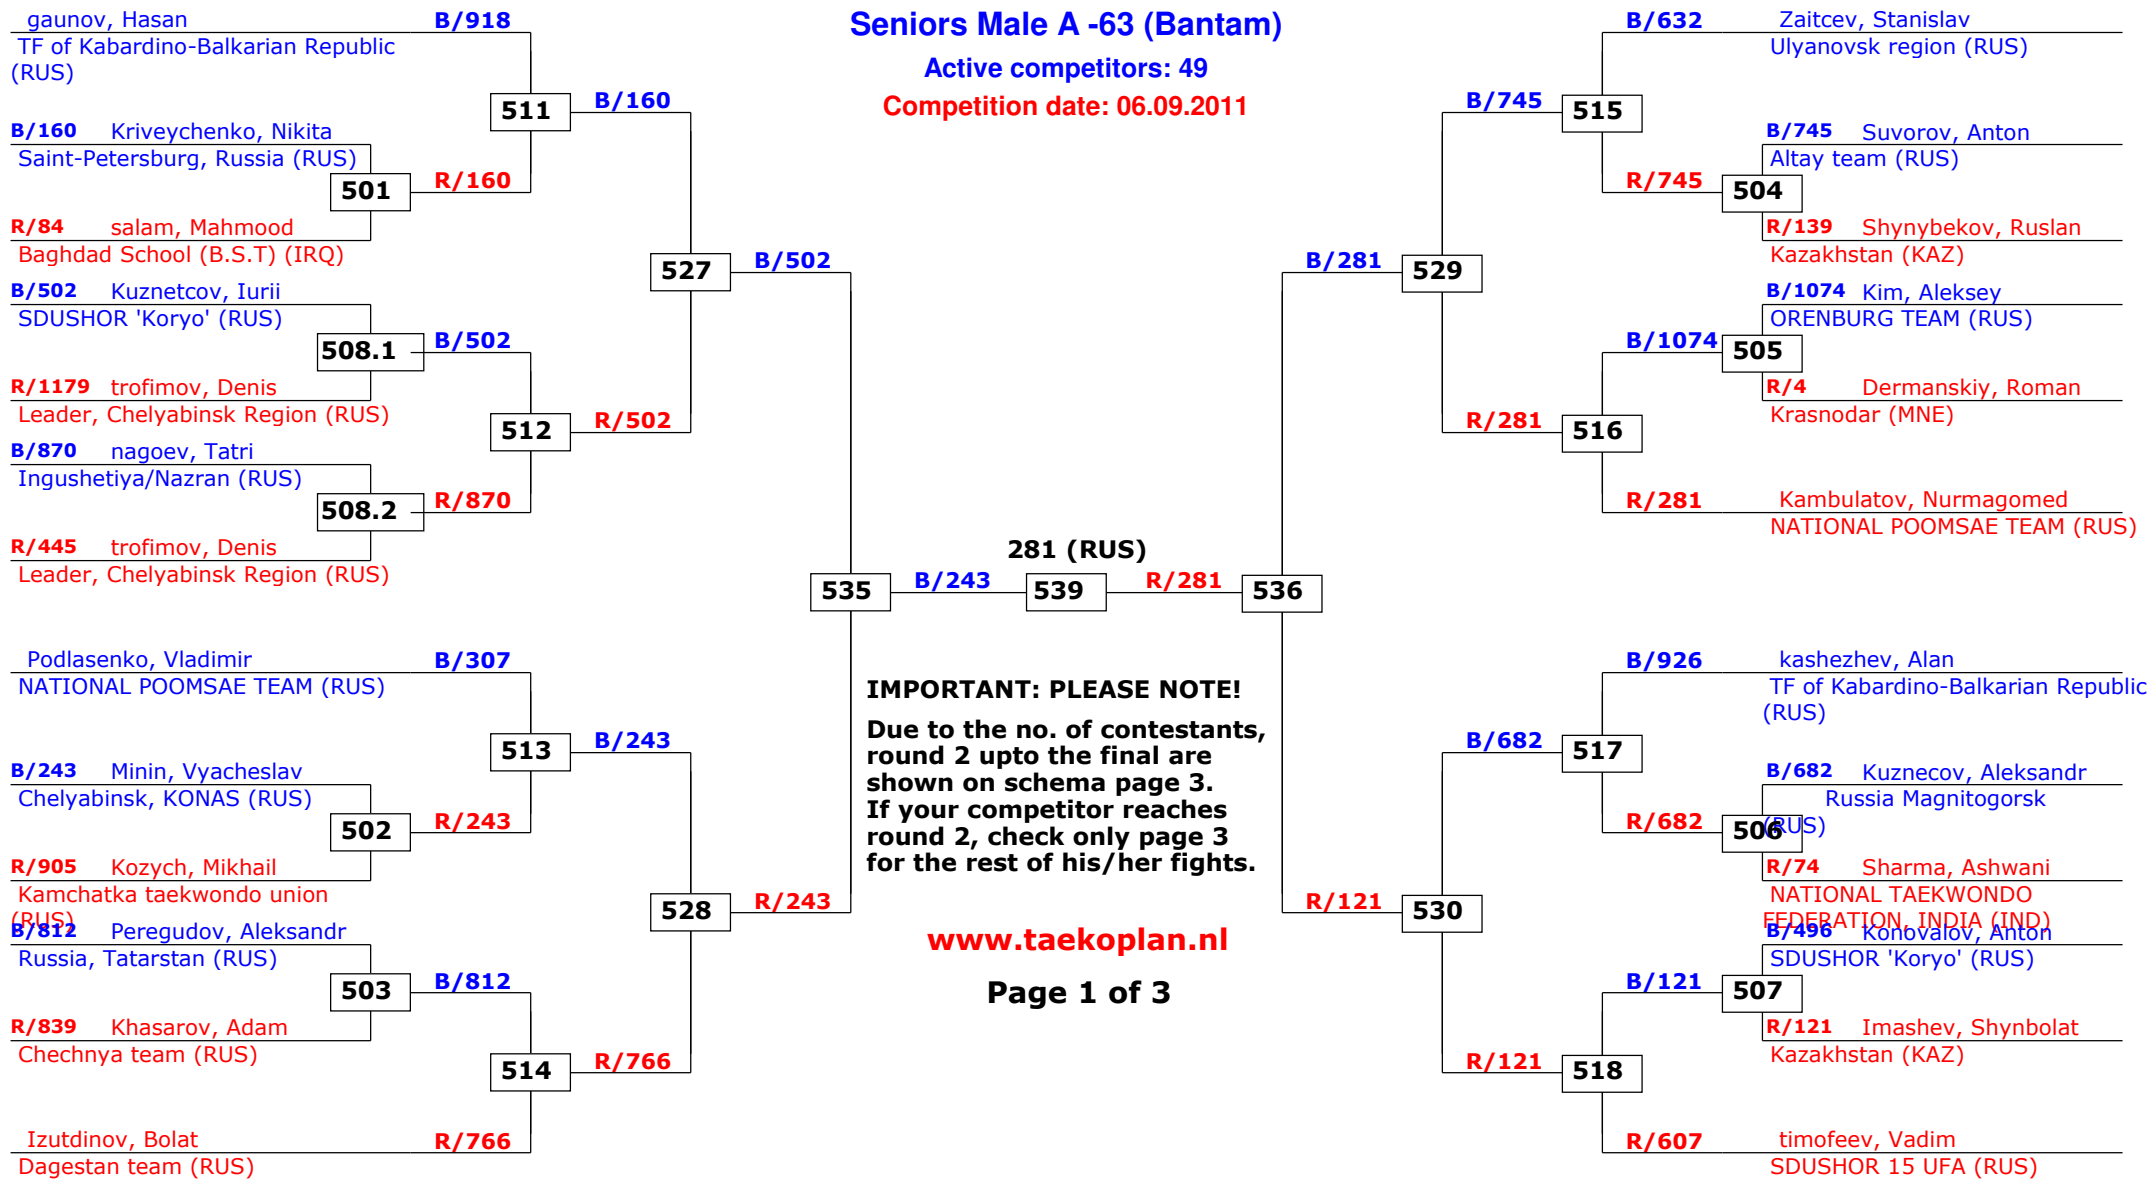 Seniors Male A -63 (Bantam)
Active competitors: 49
Competition date: 06.09.2011
gaunov, Hasan
B/918
TF of Kabardino-Balkarian Republic
(RUS)
511
B/160
B/160 Kriveychenko, Nikita
Saint-Petersburg, Russia (RUS)
501
R/160
R/84 salam, Mahmood
Baghdad School (B.S.T) (IRQ)
527
B/502
B/502 Kuznetcov, Iurii
SDUSHOR 'Koryo' (RUS)
508.1
B/502
R/1179 trofimov, Denis
Leader, Chelyabinsk Region (RUS)
512
R/502
B/870 nagoev, Tatri
Ingushetiya/Nazran (RUS)
508.2
R/870
R/445 trofimov, Denis
Leader, Chelyabinsk Region (RUS)
535
B/243
281 (RUS)
539
R/281
536
Podlasenko, Vladimir
B/307
NATIONAL POOMSAE TEAM (RUS)
513
B/243
B/243 Minin, Vyacheslav
Chelyabinsk, KONAS (RUS)
502
R/243
R/905 Kozych, Mikhail
Kamchatka taekwondo union
(RUS)
528
R/243
B/812 Peregudov, Aleksandr
Russia, Tatarstan (RUS)
503
B/812
R/839 Khasarov, Adam
Chechnya team (RUS)
514
R/766
Izutdinov, Bolat
R/766
Dagestan team (RUS)
IMPORTANT: PLEASE NOTE!
Due to the no. of contestants,
round 2 upto the final are
shown on schema page 3.
If your competitor reaches
round 2, check only page 3
for the rest of his/her fights.
www.taekoplan.nl
Page 1 of 3
B/632
Zaitcev, Stanislav
Ulyanovsk region (RUS)
B/745
515
B/745 Suvorov, Anton
Altay team (RUS)
R/745
504
R/139 Shynybekov, Ruslan
Kazakhstan (KAZ)
B/281
529
B/1074 Kim, Aleksey
ORENBURG TEAM (RUS)
B/1074
505
R/4 Dermanskiy, Roman
Krasnodar (MNE)
R/281
516
R/281
Kambulatov, Nurmagomed
NATIONAL POOMSAE TEAM (RUS)
B/926
kashezhev, Alan
TF of Kabardino-Balkarian Republic
(RUS)
B/682
517
B/682 Kuznecov, Aleksandr
Russia Magnitogorsk
(RUS)
R/682
506
R/74 Sharma, Ashwani
NATIONAL TAEKWONDO
FEDERATION, INDIA (IND)
R/121
530
B/496 Konovalov, Anton
SDUSHOR 'Koryo' (RUS)
B/121
507
R/121 Imashev, Shynbolat
Kazakhstan (KAZ)
R/121
518
R/607
timofeev, Vadim
SDUSHOR 15 UFA (RUS)